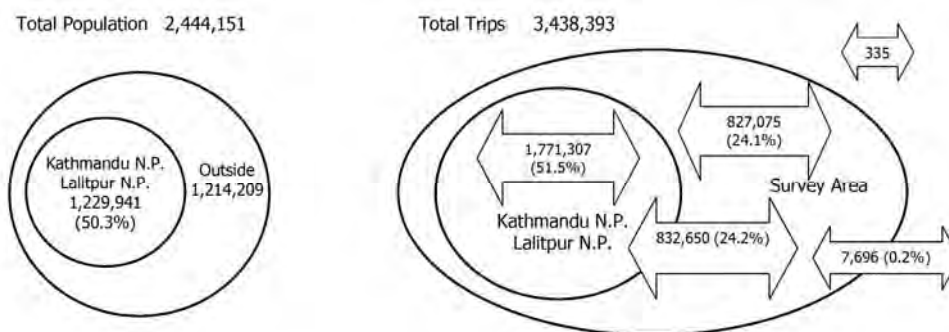 Total Population 2,444,151
Kathmandu N.P.
Lalitpur N.P.
1,229,941
(50.3%)
Outside
1,214,209
Total Trips 3,438,393
335
1,771,307
(51.5%)
827,075
(24.1%)
Survey Area
Kathmandu N.P.
Lalitpur N.P.
832,650 (24.2%)
7,696 (0.2%)